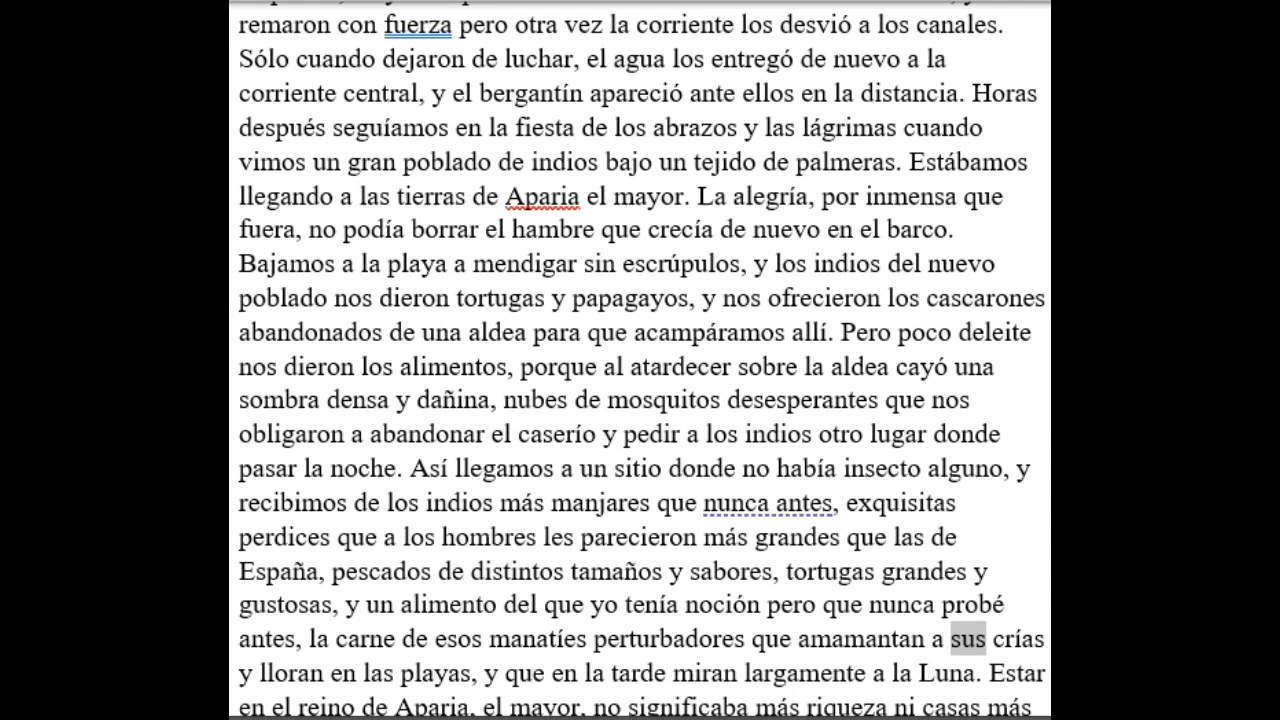 remaron con fuerza pero otra vez la corriente los desvió a los canales.
Sólo cuando dejaron de luchar, el agua los entregó de nuevo a la
corriente central, y el bergantín apareció ante ellos en la distancia. Horas
después seguíamos en la fiesta de los abrazos y las lágrimas cuando
vimos un gran poblado de indios bajo un tejido de palmeras. Estábamos
llegando a las tierras de Aparia el mayor. La alegría, por inmensa que
fuera, no podía borrar el hambre que crecía de nuevo en el barco.
Bajamos a la playa a mendigar sin escrúpulos, y los indios del nuevo
poblado nos dieron tortugas y papagayos, y nos ofrecieron los cascarones
abandonados de una aldea para que acampáramos allí. Pero poco deleite
nos dieron los alimentos, porque al atardecer sobre la aldea cayó una
sombra densa y dañina, nubes de mosquitos desesperantes que nos
obligaron a abandonar el caserío y pedir a los indios otro lugar donde
pasar la noche. Así llegamos a un sitio donde no había insecto alguno, y
recibimos de los indios más manjares que nunca antes, exquisitas
perdices que a los hombres les parecieron más grandes que las de
España, pescados de distintos tamaños y sabores, tortugas grandes y
gustosas, y un alimento del que yo tenía noción pero que nunca probé
antes, la carne de esos manatíes perturbadores que amamantan a sus crías
y lloran en las playas, y que en la tarde miran largamente a la Luna. Estar
en el reino de Aparia, el mayor, no significaba más riqueza ni casas más